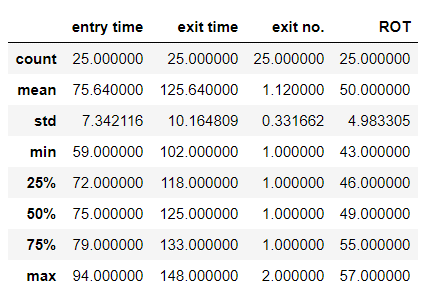 entry time exit time exit no. ROT
count 25.000000 25.000000 25.000000 25.000000
mean 75.640000 125.640000 1.120000 50.000000
std 7.342116 10.164809 0.331662 4.983305
min 59.000000 102.000000 1.000000 43.000000
25% 72.000000 118.000000 1.000000 46.000000
50% 75.000000 125.000000 1.000000 49.000000
75% 79.000000 133.000000 1.000000 55.000000
max 94.000000 148.000000 2.000000 57.000000